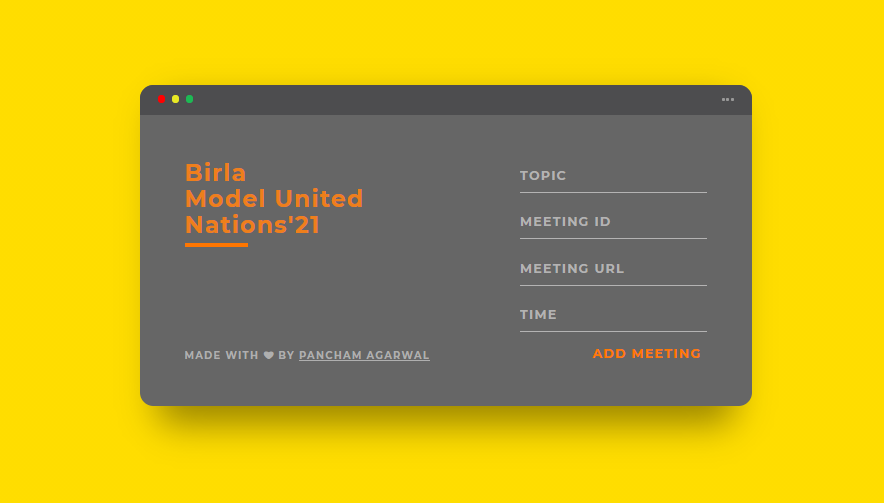 Birla
Model United
Nations'21
TOPIC
MEETING ID
MEETING URL
TIME
ADD MEETING
MADE WITH ❤ BY PANCHAM AGARWAL